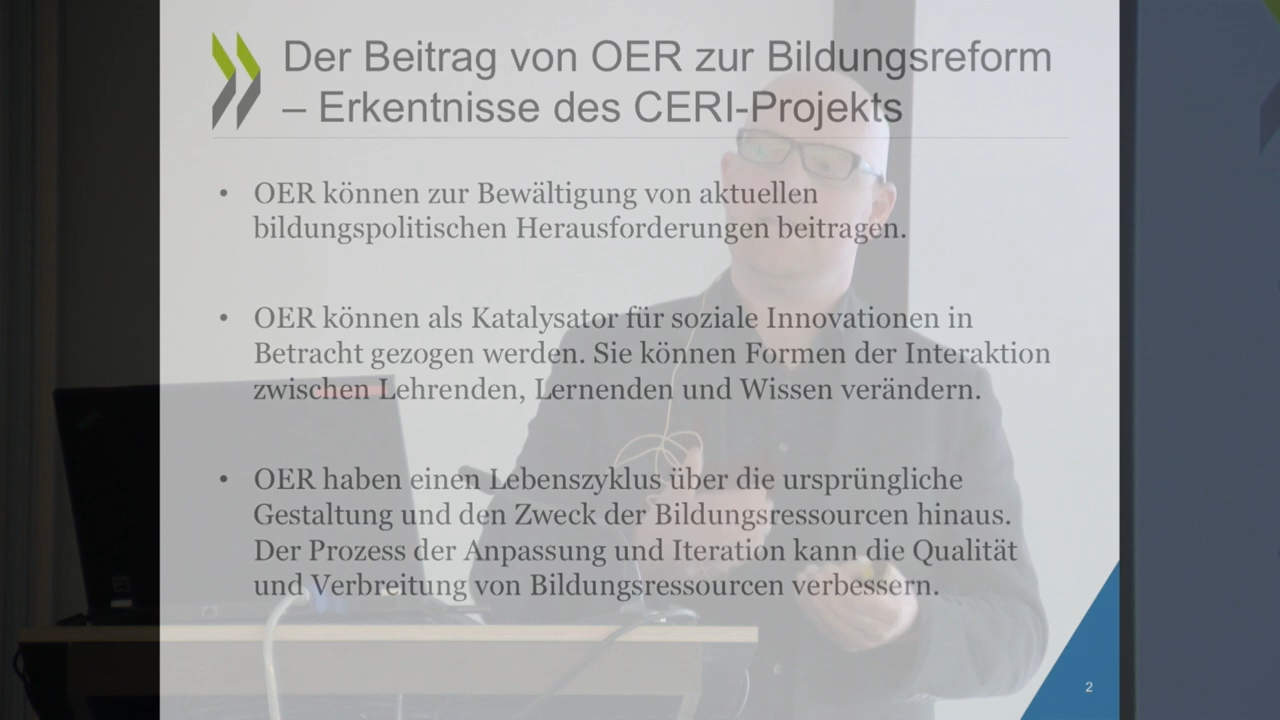 Der Beitrag von OER zur Bildungsreform
– Erkentnisse des CERI-Projekts
• OER können zur Bewältigung von aktuellen
bildungspolitischen Herausforderungen beitragen.
• OER können als Katalysator für soziale Innovationen in
Betracht gezogen werden. Sie können Formen der Interaktion
zwischen Lehrenden, Lernenden und Wissen verändern.
• OER haben einen Lebenszyklus über die ursprüngliche
Gestaltung und den Zweck der Bildungsressourcen hinaus.
Der Prozess der Anpassung und Iteration kann die Qualität
und Verbreitung von Bildungsressourcen verbessern.
2